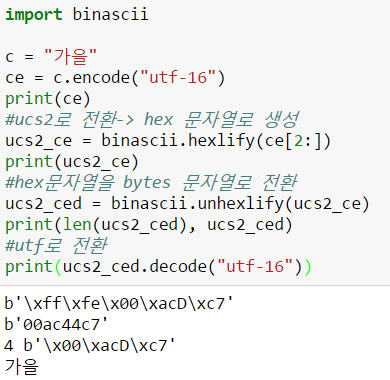 import binascii
c = "가을"
ce = c.encode("utf-16")
print(ce)
#ucs2로 전환-> hex 문자열로 생성
ucs2_ce = binascii.hexlify(ce[2:])
print(ucs2_ce)
#hex문자열을 bytes 문자열로 전환
ucs2_ced = binascii.unhexlify(ucs2_ce)
print(len(ucs2_ced), ucs2_ced)
#utf로 전환
print(ucs2_ced.decode("utf-16"))
b'\xff\xfe\x00\xacD\xc7'
b'00ac44c7'
4 b'\x00\xacD\xc7'
가을